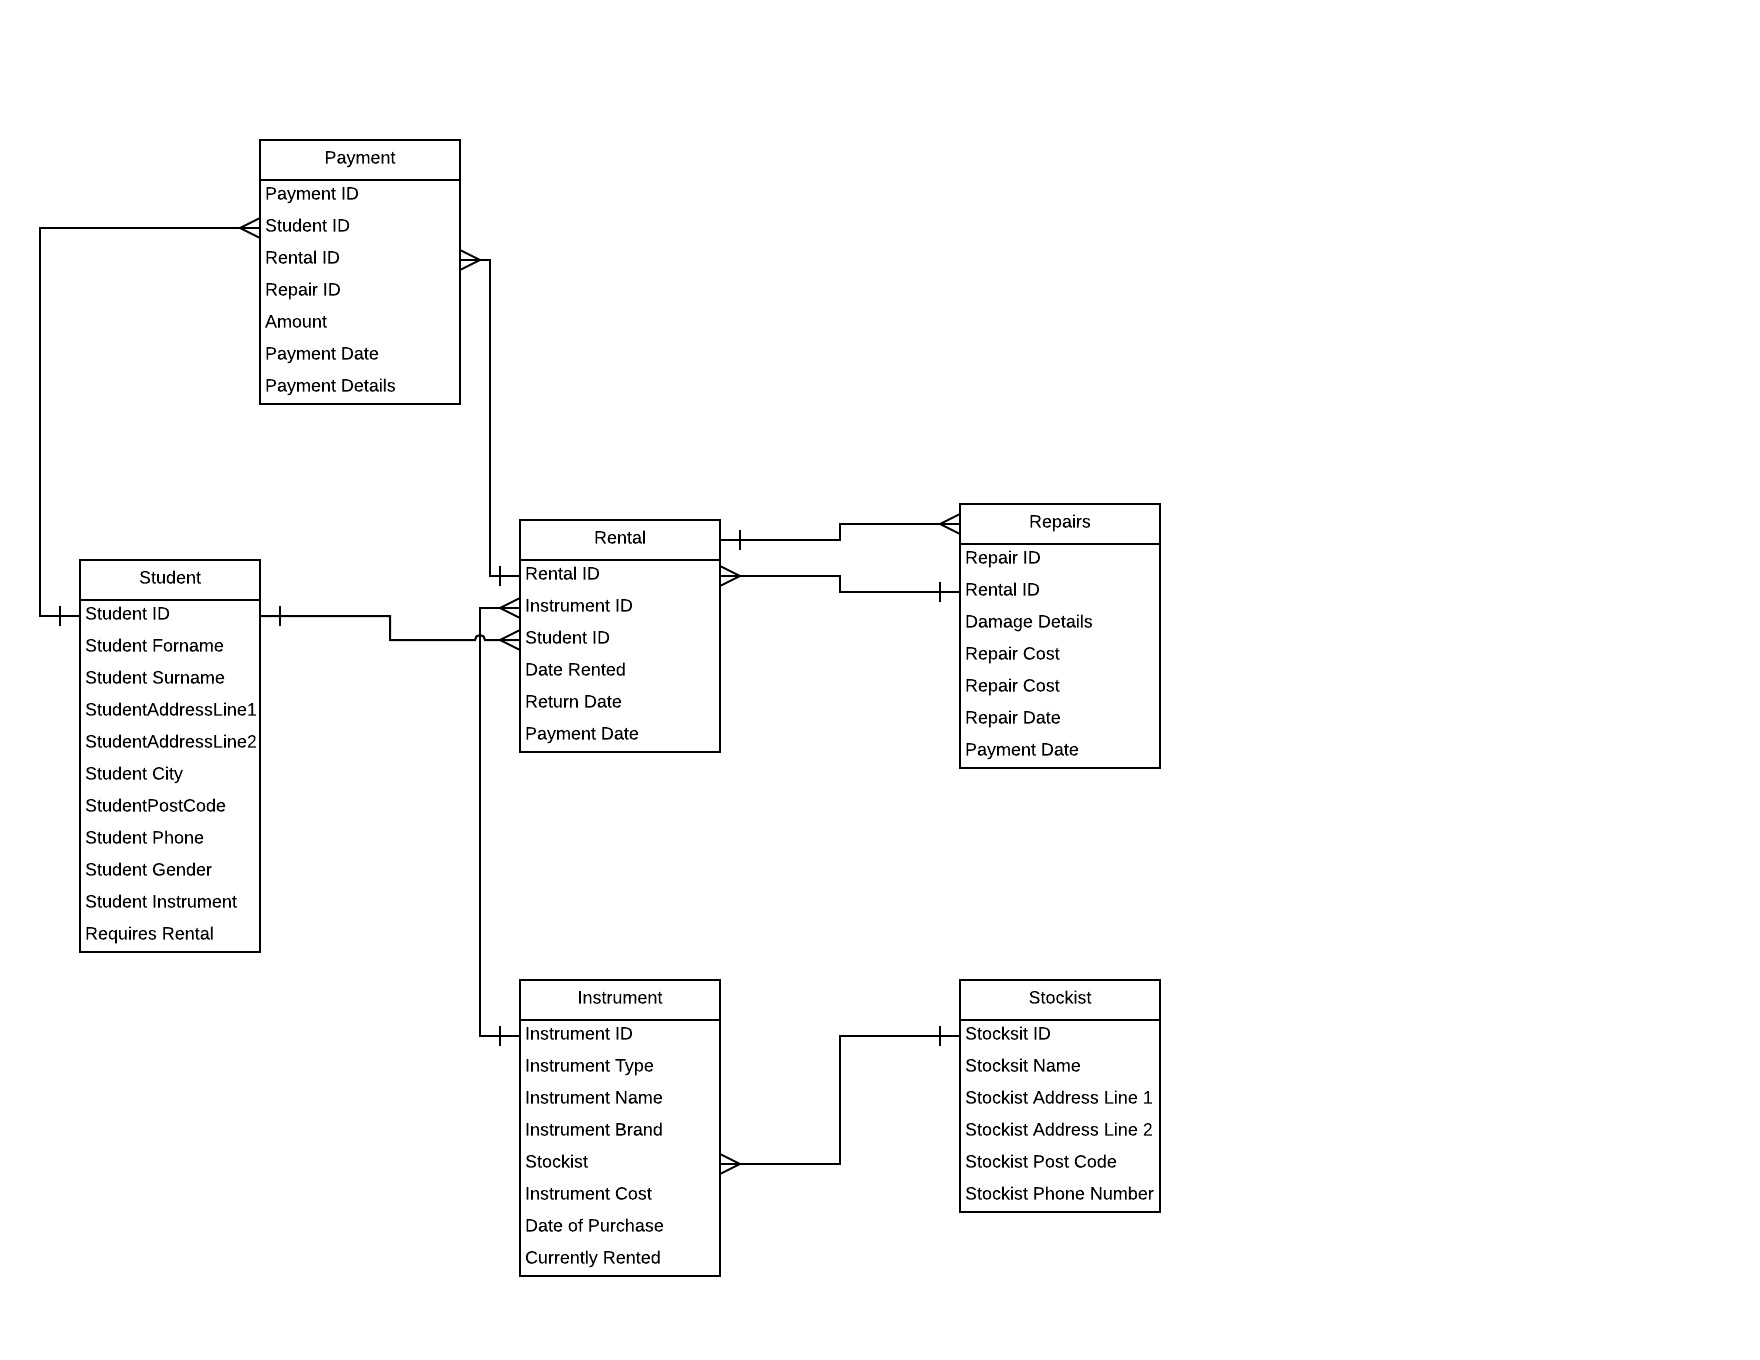 Payment
Payment ID
Student ID
Rental ID
Repair ID
Amount
Payment Date
Payment Details
Student
Student ID
Student Forname
Student Surname
StudentAddressLine1
StudentAddressLine2
Student City
StudentPostCode
Student Phone
Student Gender
Student Instrument
Requires Rental
Rental
Rental ID
Instrument ID
Student ID
Date Rented
Return Date
Payment Date
Repairs
Repair ID
Rental ID
Damage Details
Repair Cost
Repair Cost
Repair Date
Payment Date
Instrument
Instrument ID
Instrument Type
Instrument Name
Instrument Brand
Stockist
Instrument Cost
Date of Purchase
Currently Rented
Stockist
Stocksit ID
Stocksit Name
Stockist Address Line 1
Stockist Address Line 2
Stockist Post Code
Stockist Phone Number